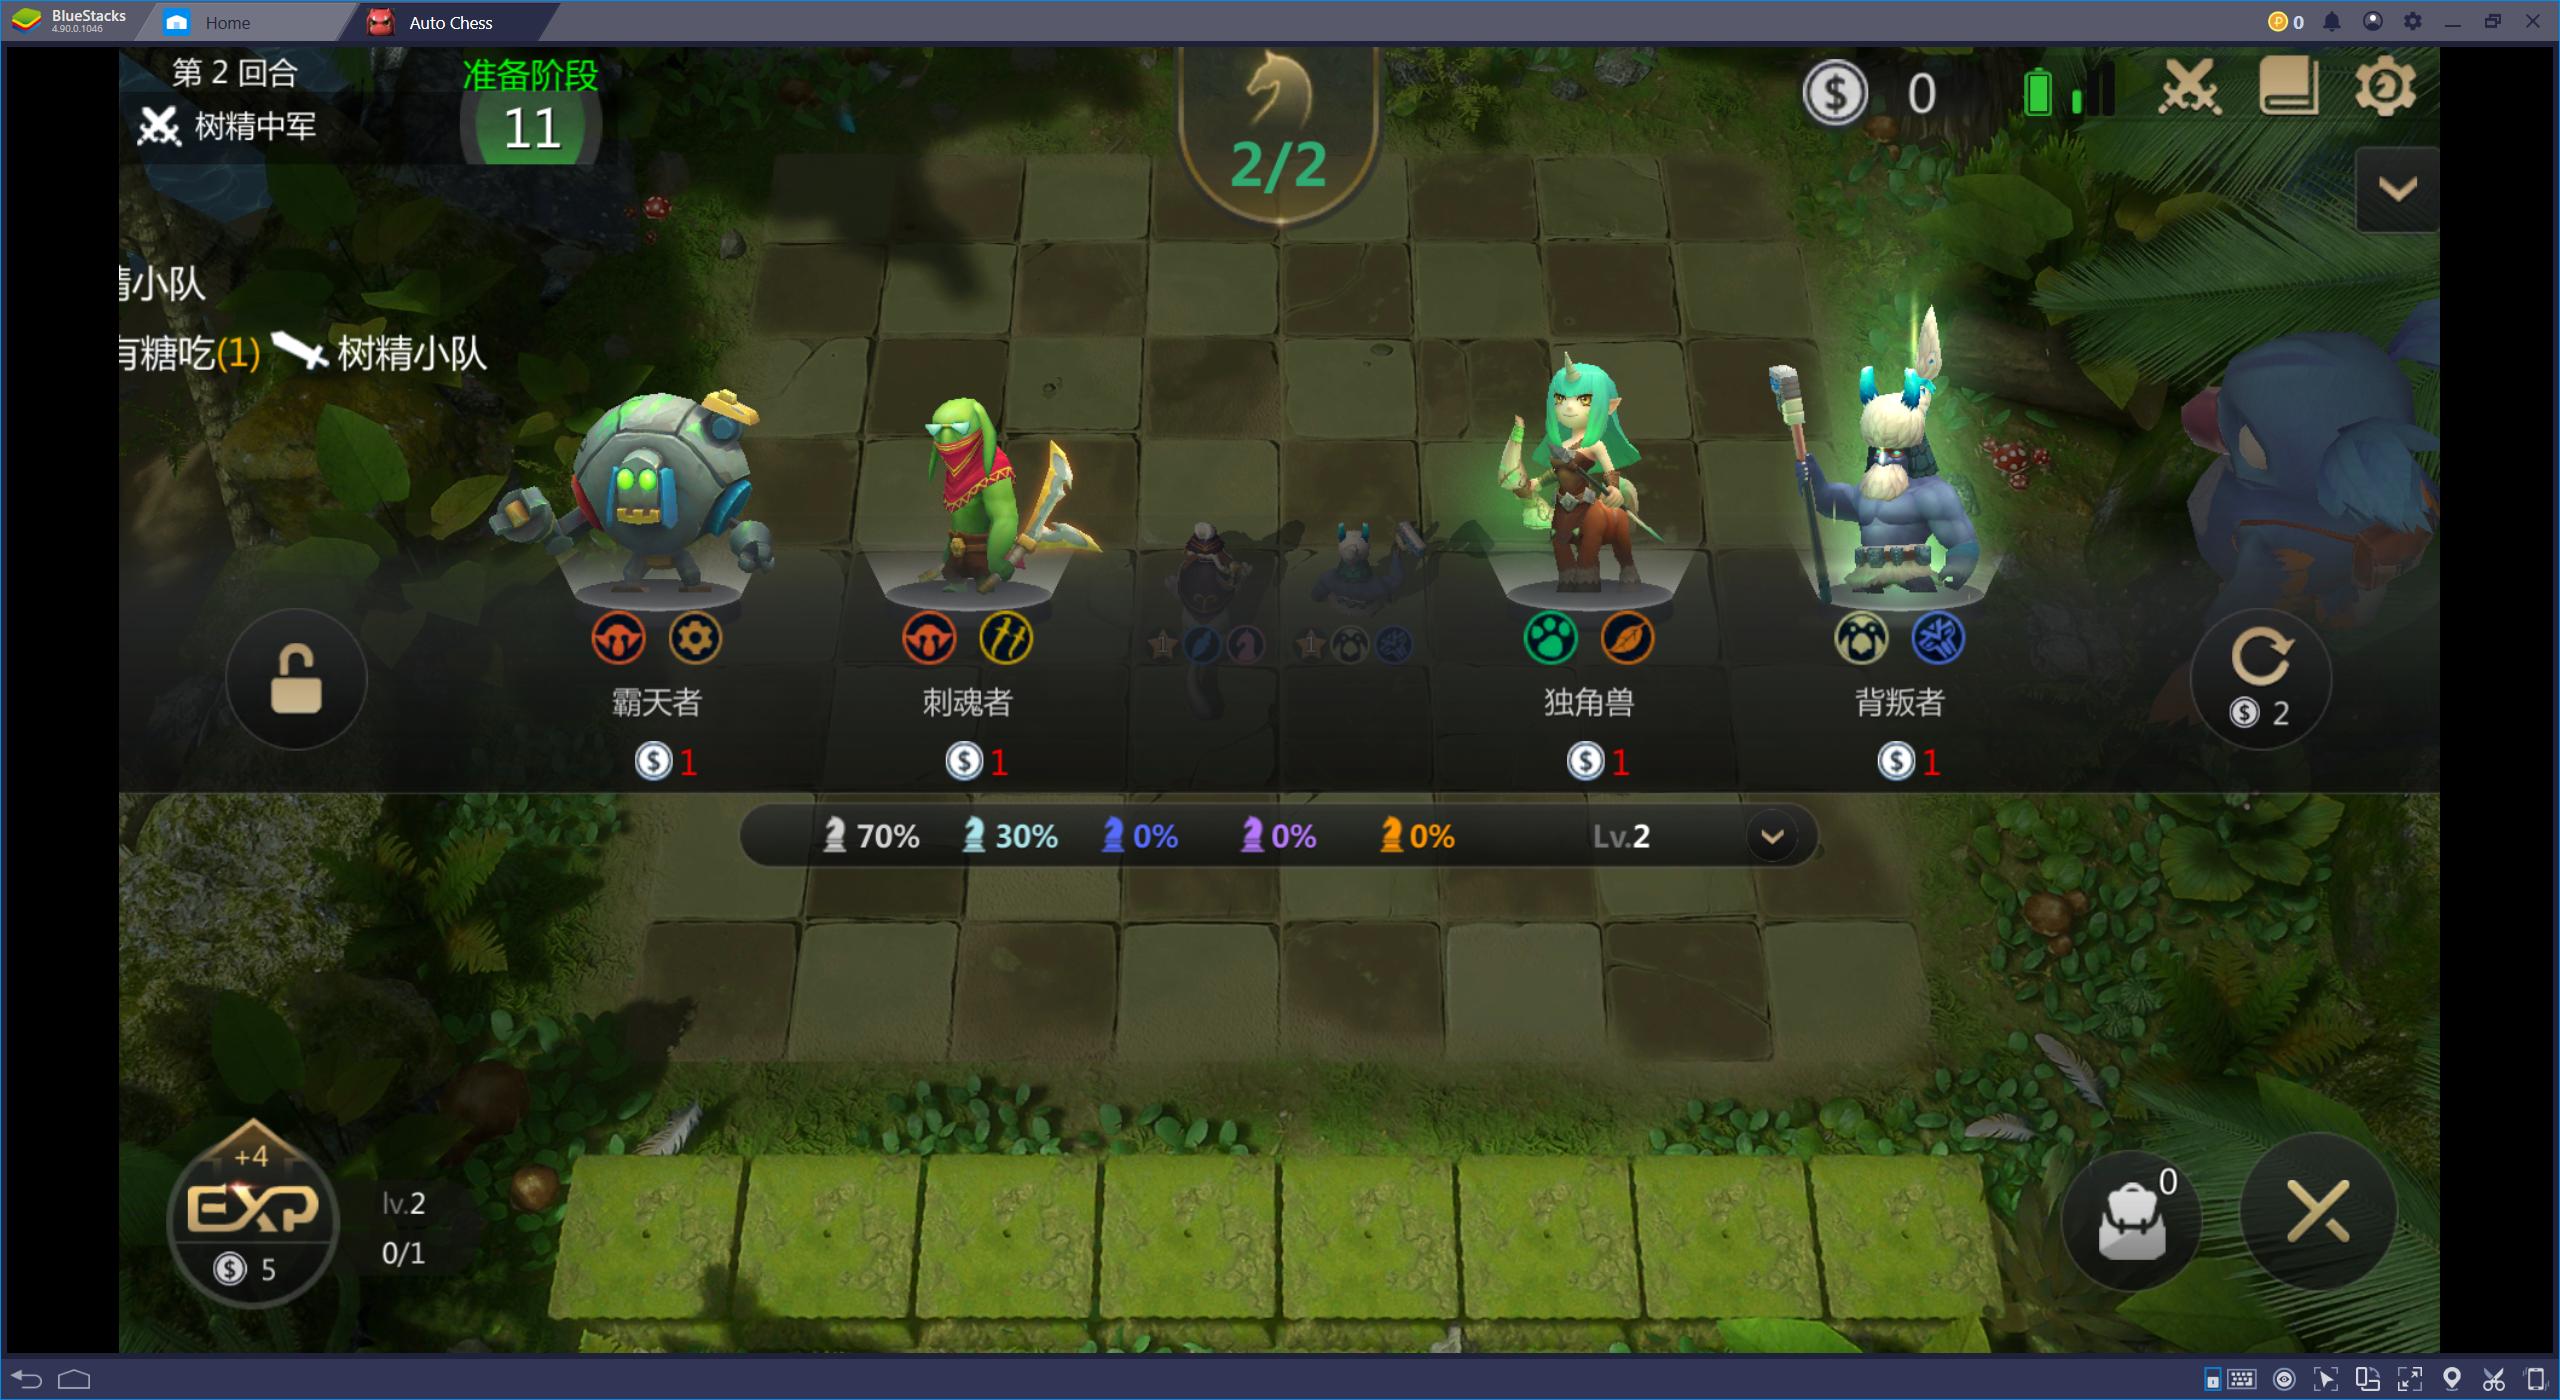 BlueStacks
4.90.0.1046
Home
Auto Chess
0
第 2 回合
准备阶段
树精中军
11
2/2
0
小队
有糖吃(1) 树精小队
1
1
霸天者
刺魂者
独角兽
背叛者
2
1
1
1
1
70%
30%
0%
0%
0%
Lv.2
+4
EXP
5
lv.2
0/1
0